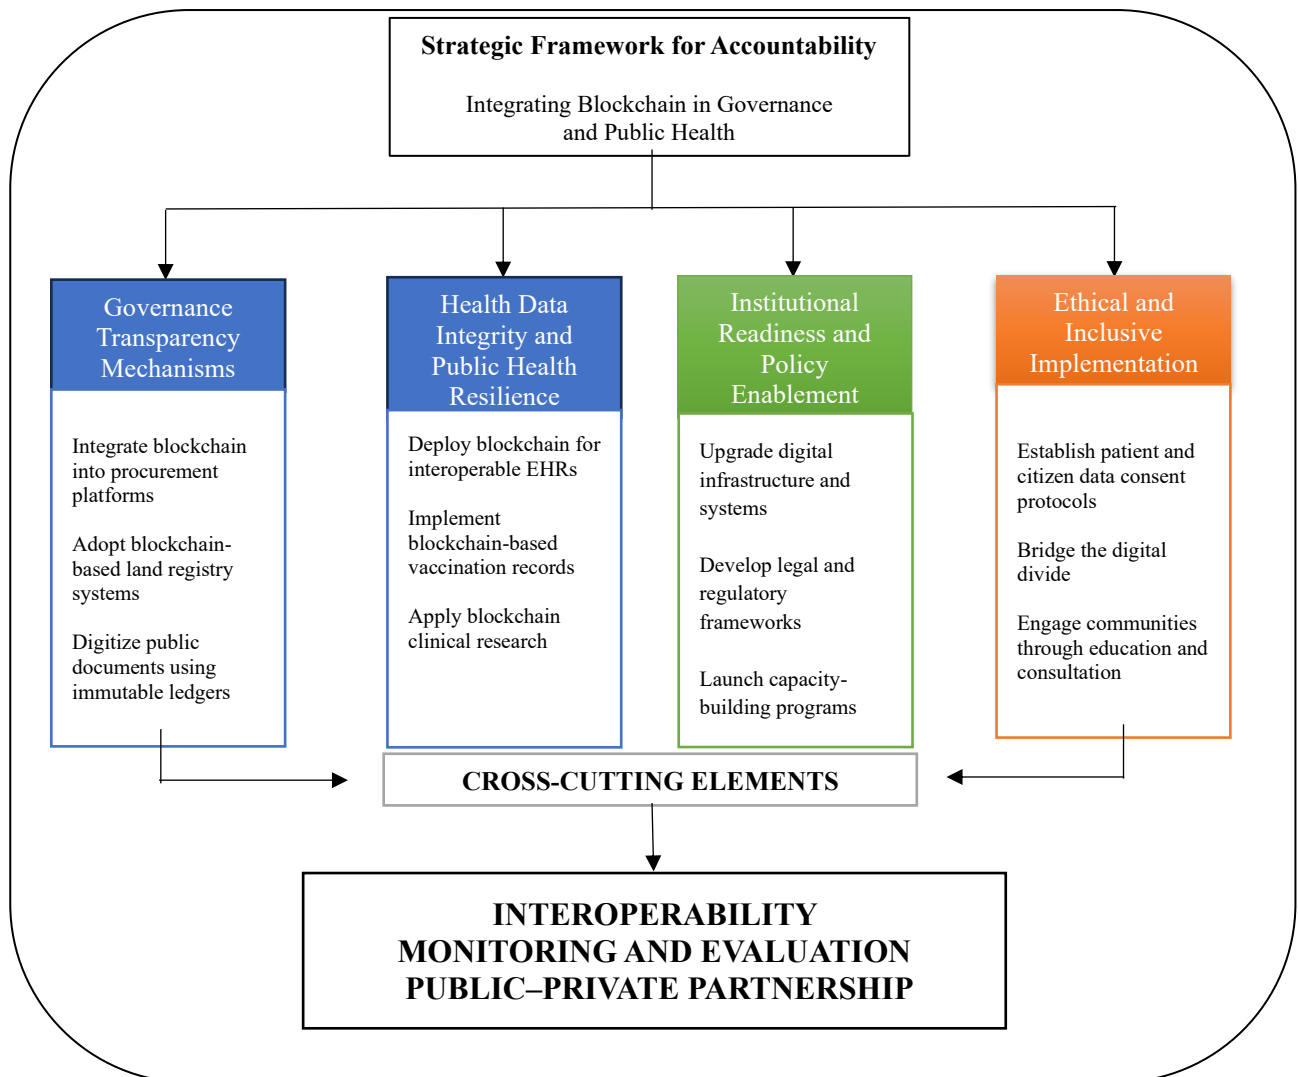 Strategic Framework for Accountability
Integrating Blockchain in Governance
and Public Health
Governance
Transparency
Mechanisms
Integrate blockchain
into procurement
platforms
Adopt blockchain-
based land registry
systems
Digitize public
documents using
immutable ledgers
Health Data
Integrity and
Public Health
Resilience
Deploy blockchain for
interoperable EHRs
Implement
blockchain-based
vaccination records
Apply blockchain
clinical research
Institutional
Readiness and
Policy
Enablement
Upgrade digital
infrastructure and
systems
Develop legal and
regulatory
frameworks
Launch capacity-
building programs
Ethical and
Inclusive
Implementation
Establish patient and
citizen data consent
protocols
Bridge the digital
divide
Engage communities
through education and
consultation
CROSS-CUTTING ELEMENTS
INTEROPERABILITY
MONITORING AND EVALUATION
PUBLIC–PRIVATE PARTNERSHIP